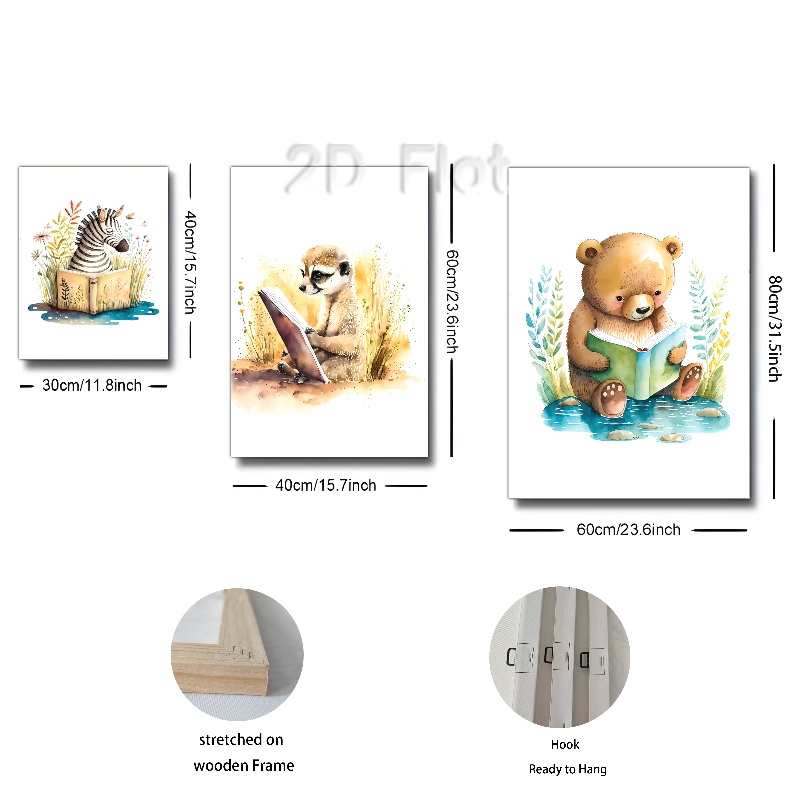 2D Flat
40cm/15.7inch
30cm/11.8inch
60cm/23.6inch
40cm/15.7inch
80cm/31.5inch
60cm/23.6inch
stretched on
wooden Frame
Hook
Ready to Hang